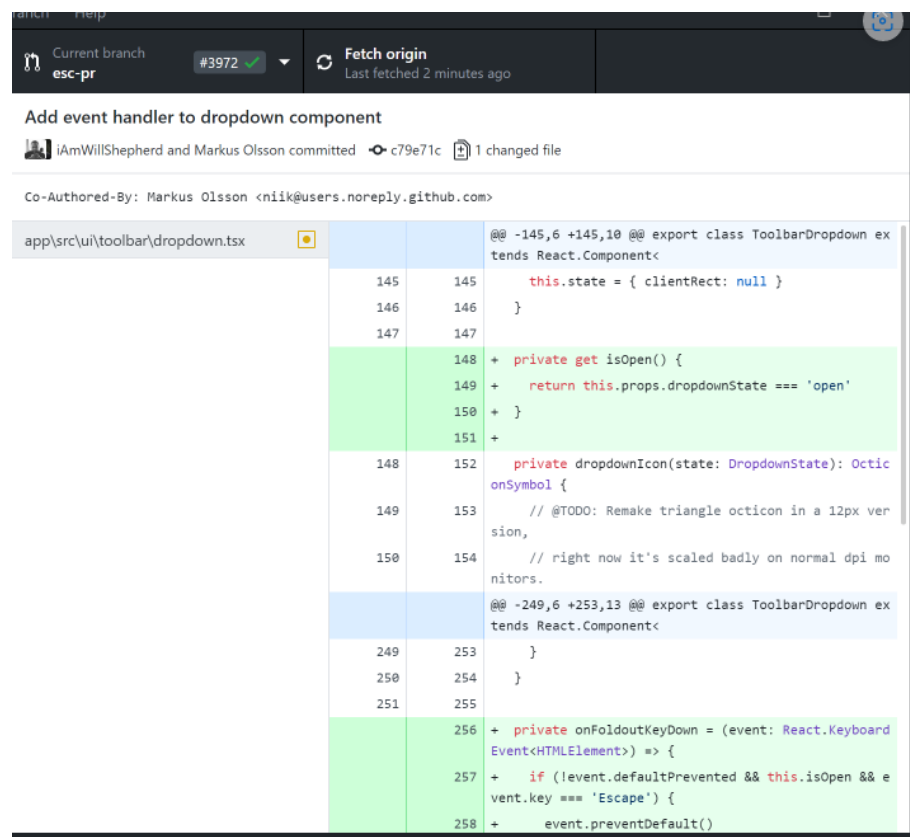 Help
Current branch
esc-pr
#3972
Fetch origin
Last fetched 2 minutes ago
Add event handler to dropdown component
iAmWillShepherd and Markus Olsson committed c79e71c 1 changed file
Co-Authored-By: Markus Olsson <niik@users.noreply.github.com>
app\src\ui\toolbar\dropdown.tsx
@@ -145,6 +145,10 @@ export class ToolbarDropdown ex
tends React.Component<
145 145 this.state = { clientRect: null }
146 146 }
147 147
148 + private get isOpen() {
149 + return this.props.dropdownState === 'open'
150 + }
151 +
148 152 private dropdownIcon(state: DropdownState): Octic
onSymbol {
149 153 // @TODO: Remake triangle octicon in a 12px ver
sion,
150 154 // right now it's scaled badly on normal dpi mo
nitors.
@@ -249,6 +253,13 @@ export class ToolbarDropdown ex
tends React.Component<
249 253 }
250 254 }
251 255
256 + private onFoldoutKeyDown = (event: React.Keyboard
Event<HTMLElement>) => {
257 + if (!event.defaultPrevented && this.isOpen && e
vent.key === 'Escape') {
258 + event.preventDefault()